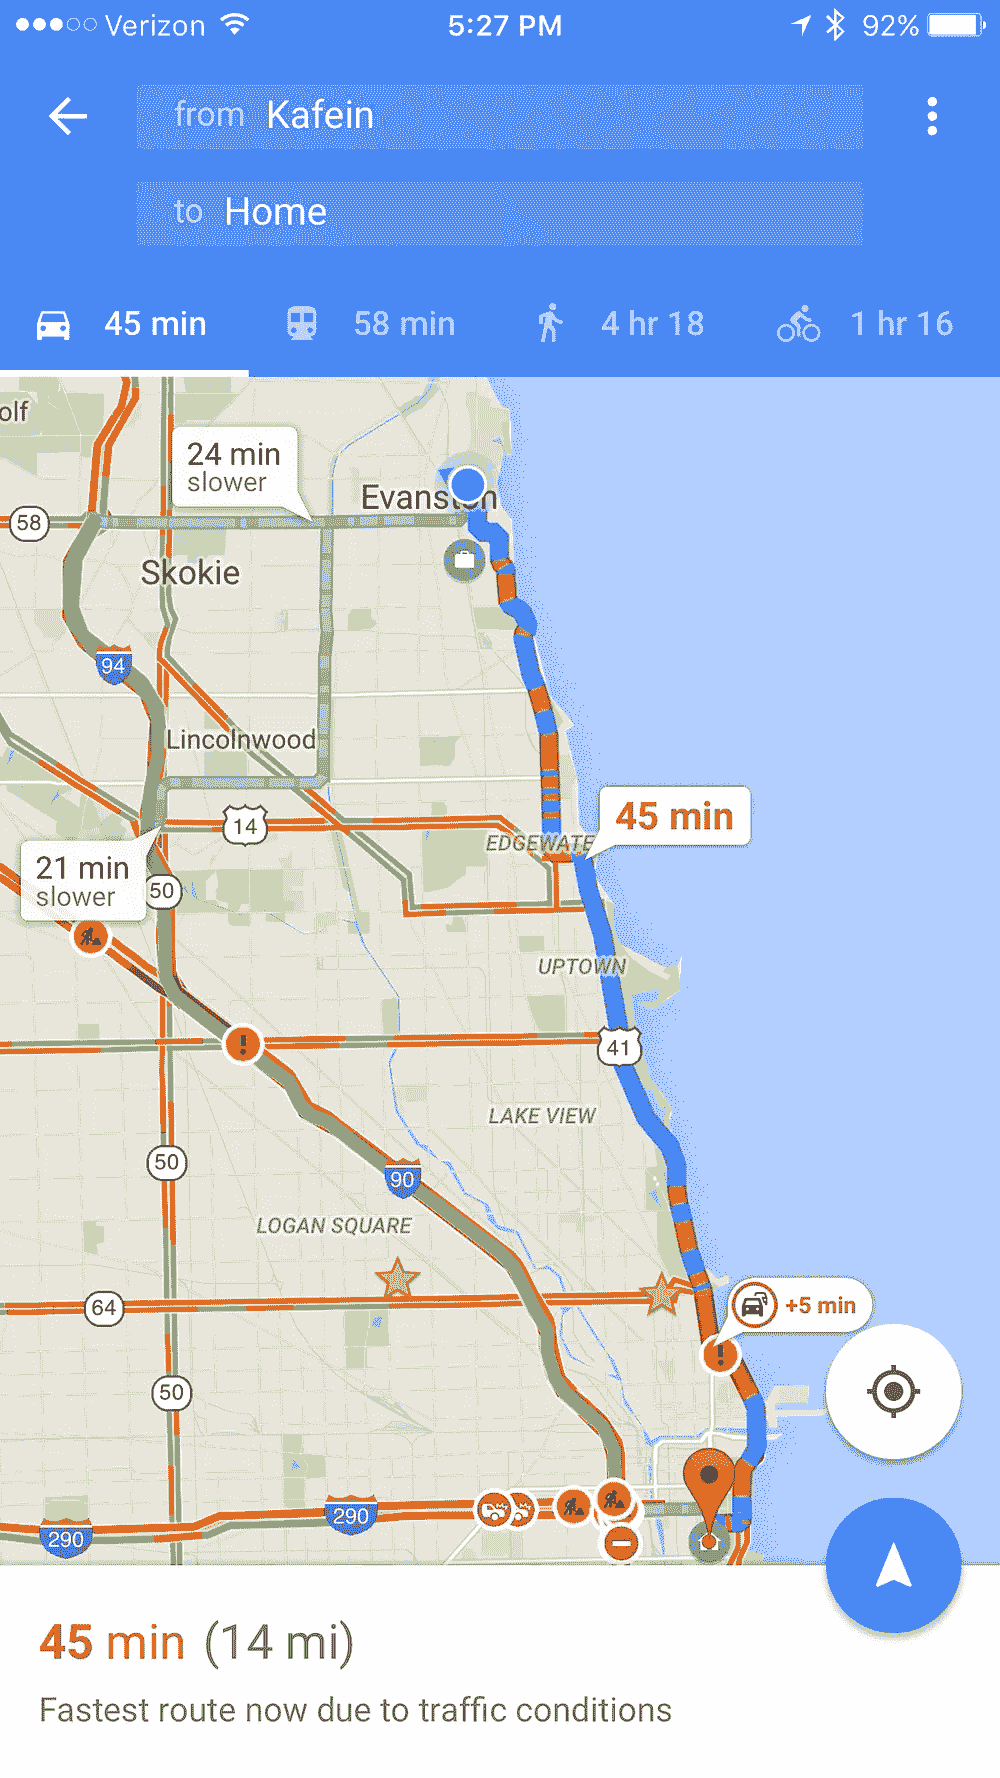 Verizon 5:27 PM 92%
from Kafein
to Home
45 min 58 min 4 hr 18 1 hr 16
olf
24 min
slower
Evanston
58
Skokie
94
Lincolnwood
14
45 min
EDGEWATE
21 min
slower
50
UPTOWN
41
LAKE VIEW
50
90
LOGAN SQUARE
64
+5 min
50
290
290
45 min (14 mi)
Fastest route now due to traffic conditions